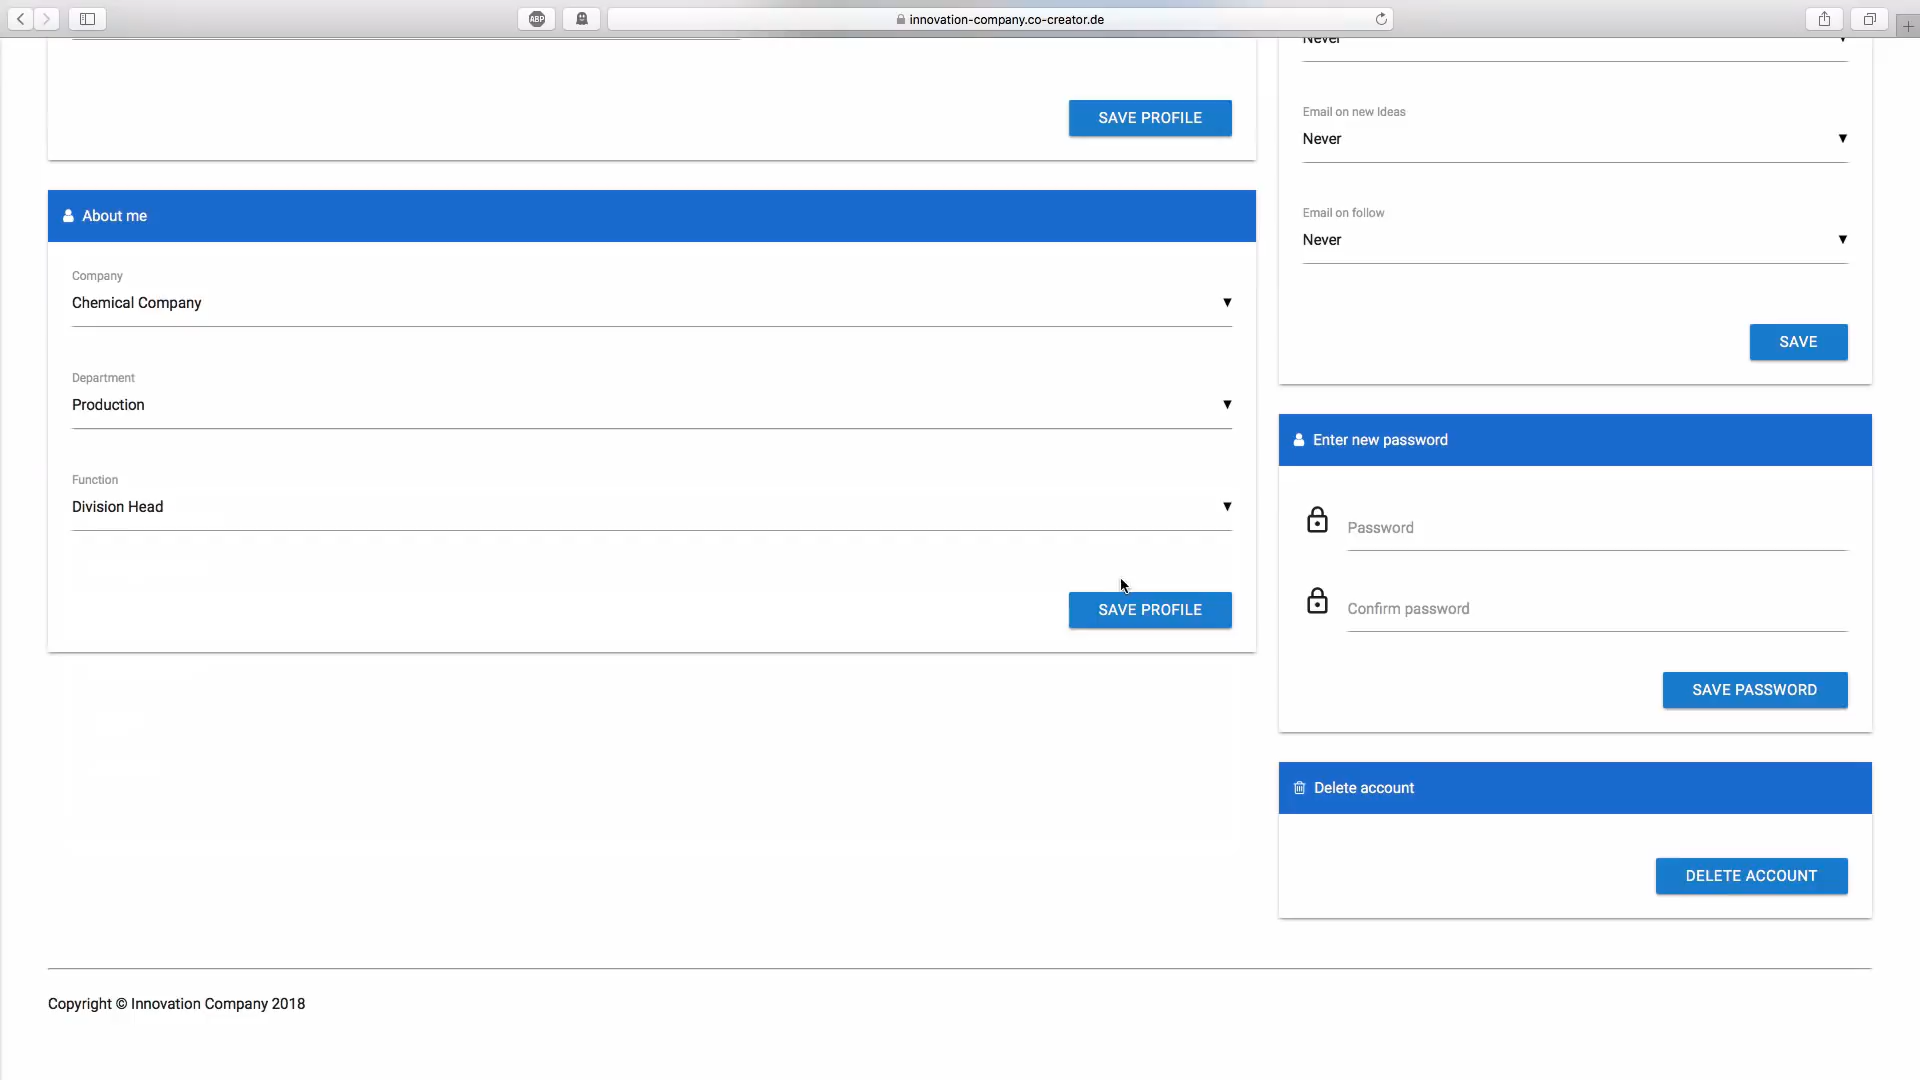 ABP
innovation-company.co-creator.de
Never
SAVE PROFILE
Email on new Ideas
Never
Email on follow
Never
SAVE
About me
Company
Chemical Company
Department
Production
Function
Division Head
SAVE PROFILE
Enter new password
Password
Confirm password
SAVE PASSWORD
Delete account
DELETE ACCOUNT
Copyright © Innovation Company 2018